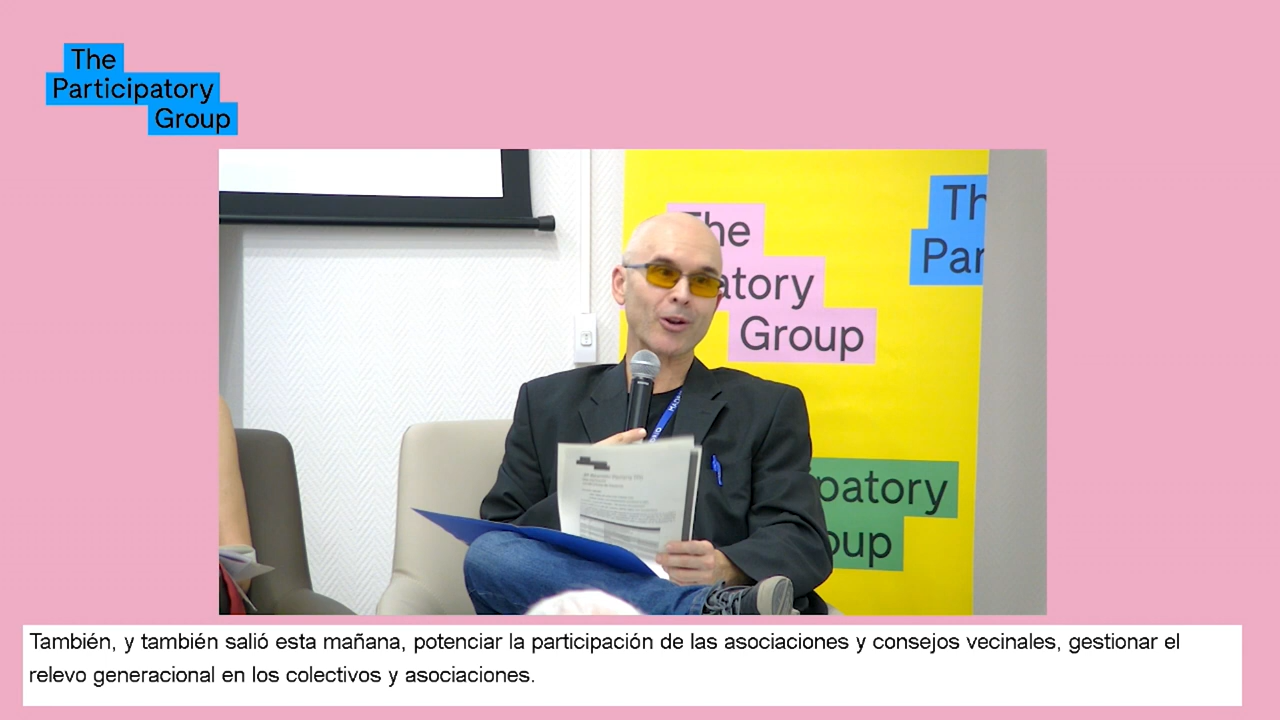 The
Participatory
Group
The
atory
Group
Th
Par
patory
oup
También, y también salió esta mañana, potenciar la participación de las asociaciones y consejos vecinales, gestionar el
relevo generacional en los colectivos y asociaciones.